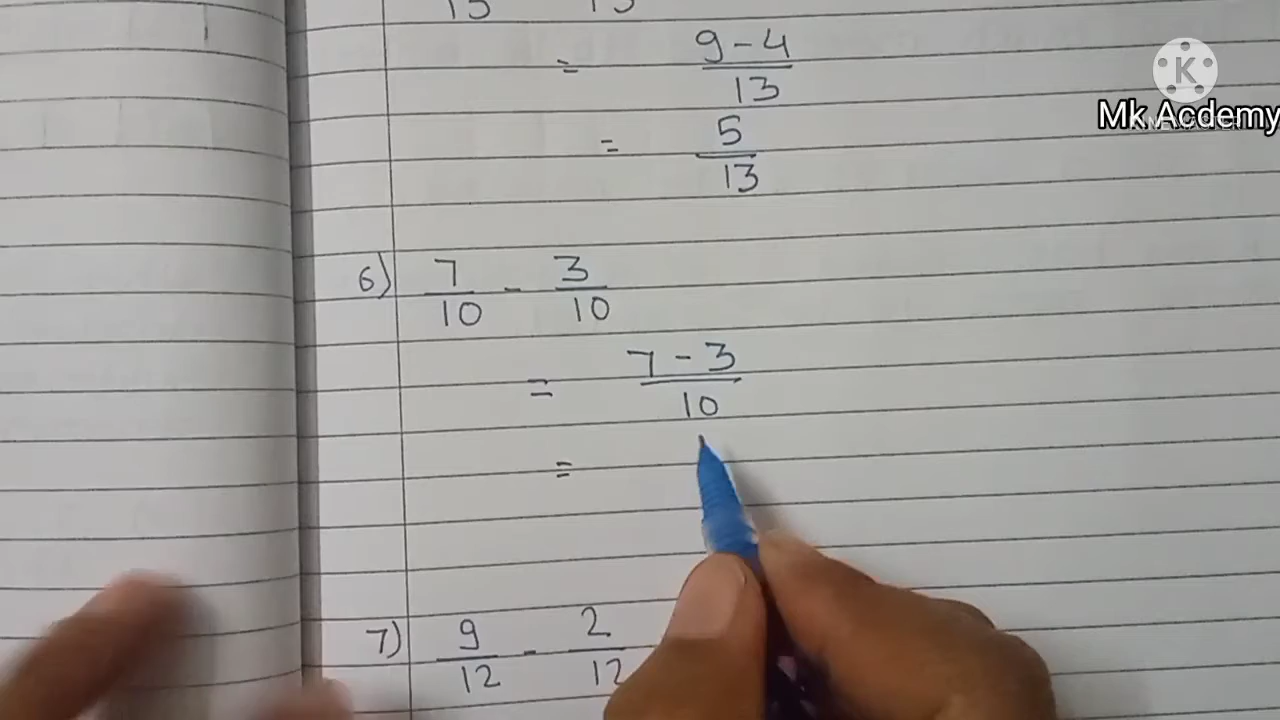 9 - 4
=
13
5
=
13
6) 7/10 - 3/10
= 7 - 3
10
=
7) 9/12 - 2/12
K
Mk Acdemy